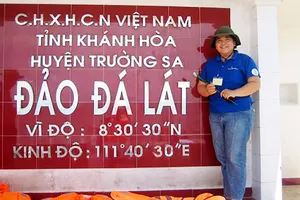 C.H.X.H.C.N VIỆT NAM
TỈNH KHÁNH HÒA
HUYỆN TRƯỜNG SA
ĐẢO ĐÁ LÁT
VĨ ĐỘ : 8°30'30"N
KINH ĐỘ : 111°40'30"E